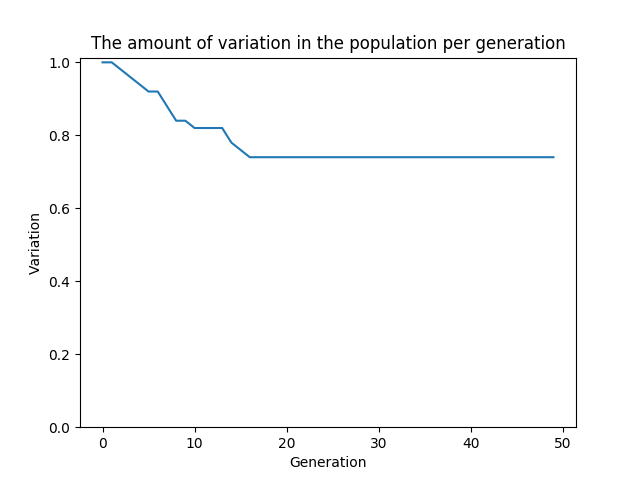 The amount of variation in the population per generation
1.0
0.8
0.6
0.4
0.2
0.0
Variation
0 10 20 30 40 50
Generation